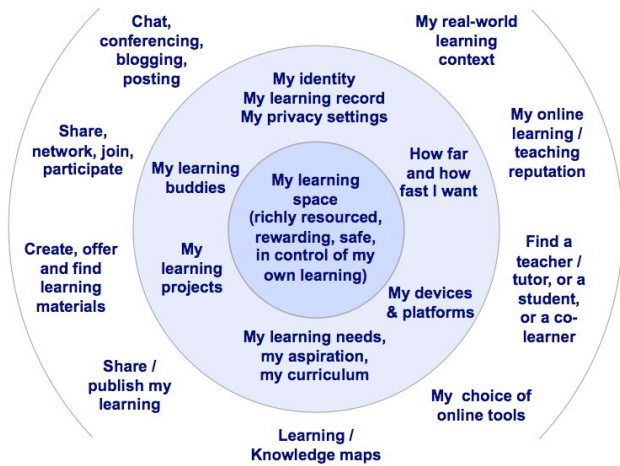 Chat,
conferencing,
blogging,
posting
My real-world
learning
context
My identity
My learning record
My privacy settings
Share,
network, join,
participate
My learning
buddies
How far
and how
fast I want
My online
learning /
teaching
reputation
My learning
space
(richly resourced,
rewarding, safe,
in control of my
own learning)
Create, offer
and find
learning
materials
My
learning
projects
My devices
& platforms
Find a
teacher /
tutor, or a
student,
or a co-
learner
My learning needs,
my aspiration,
my curriculum
Share /
publish my
learning
My choice of
online tools
Learning /
Knowledge maps